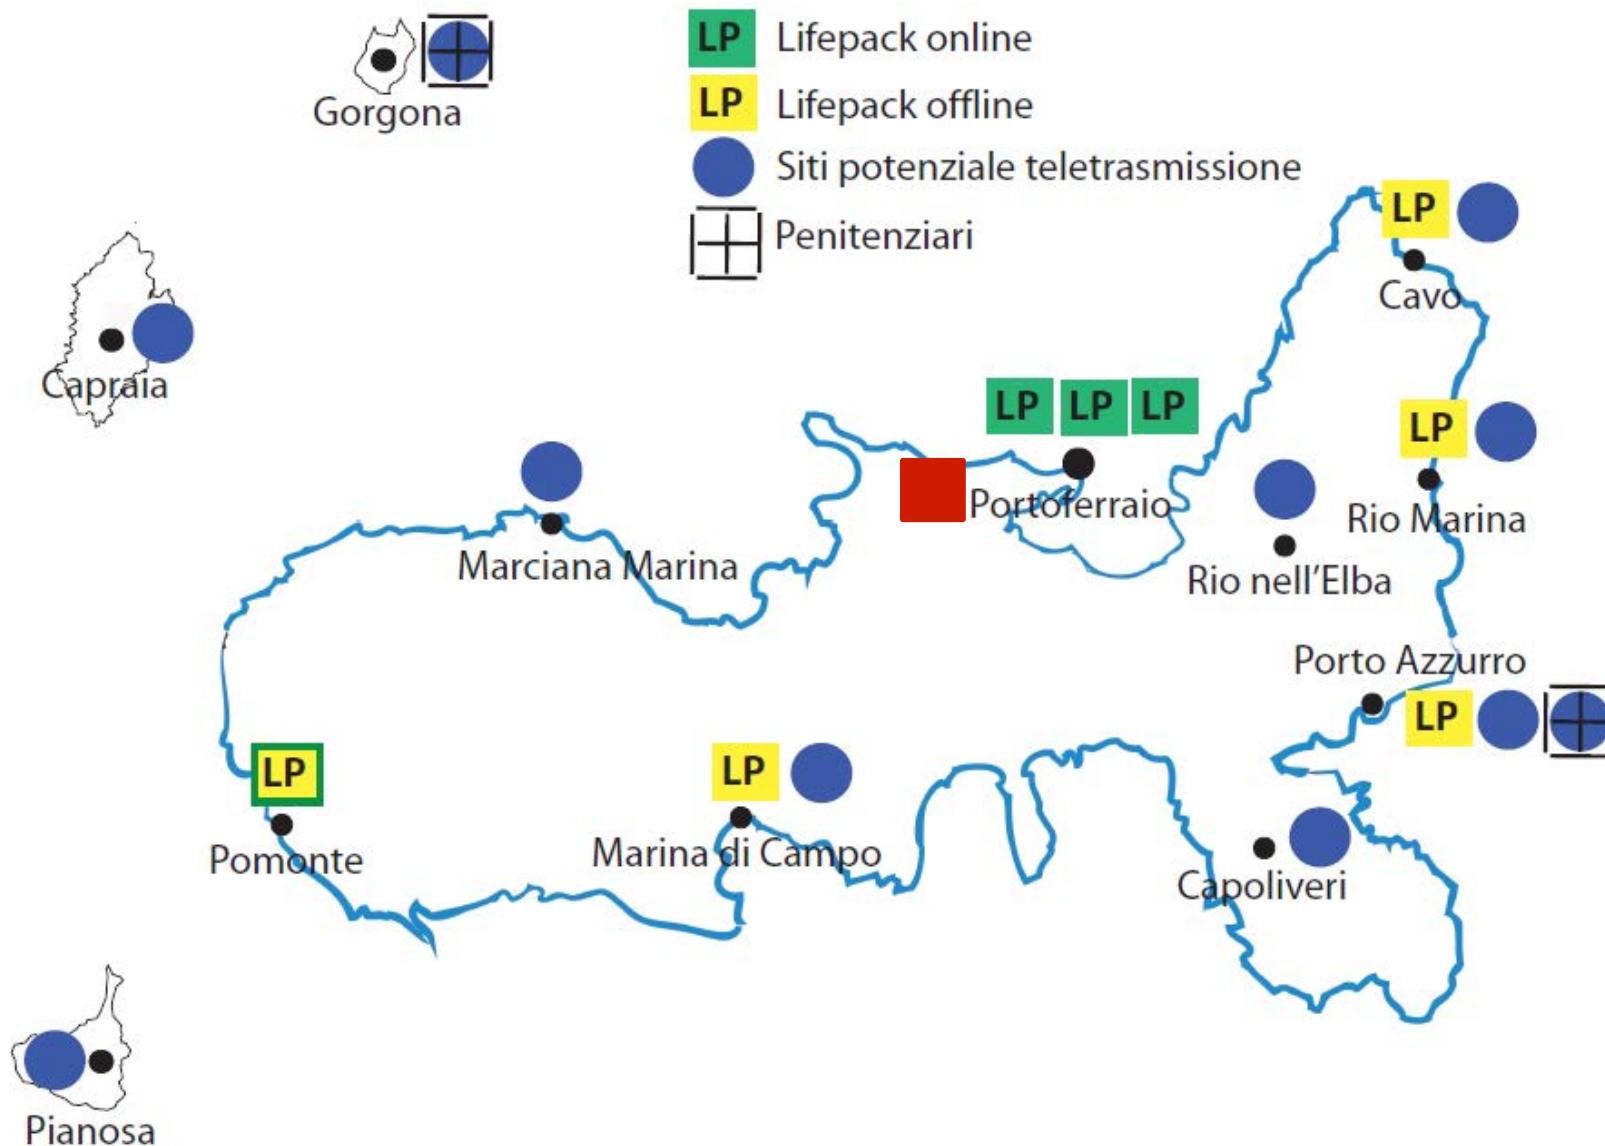 LP Lifepack online
LP Lifepack offline
Siti potenziale teletrasmissione
Penitenziari
Gorgona
LP
Cavo
Capraia
LP LP LP
LP
Portoferraio
Rio Marina
Marciana Marina
Rio nell'Elba
Porto Azzurro
LP
LP
LP
Pomonte
Marina di Campo
Capoliveri
Pianosa